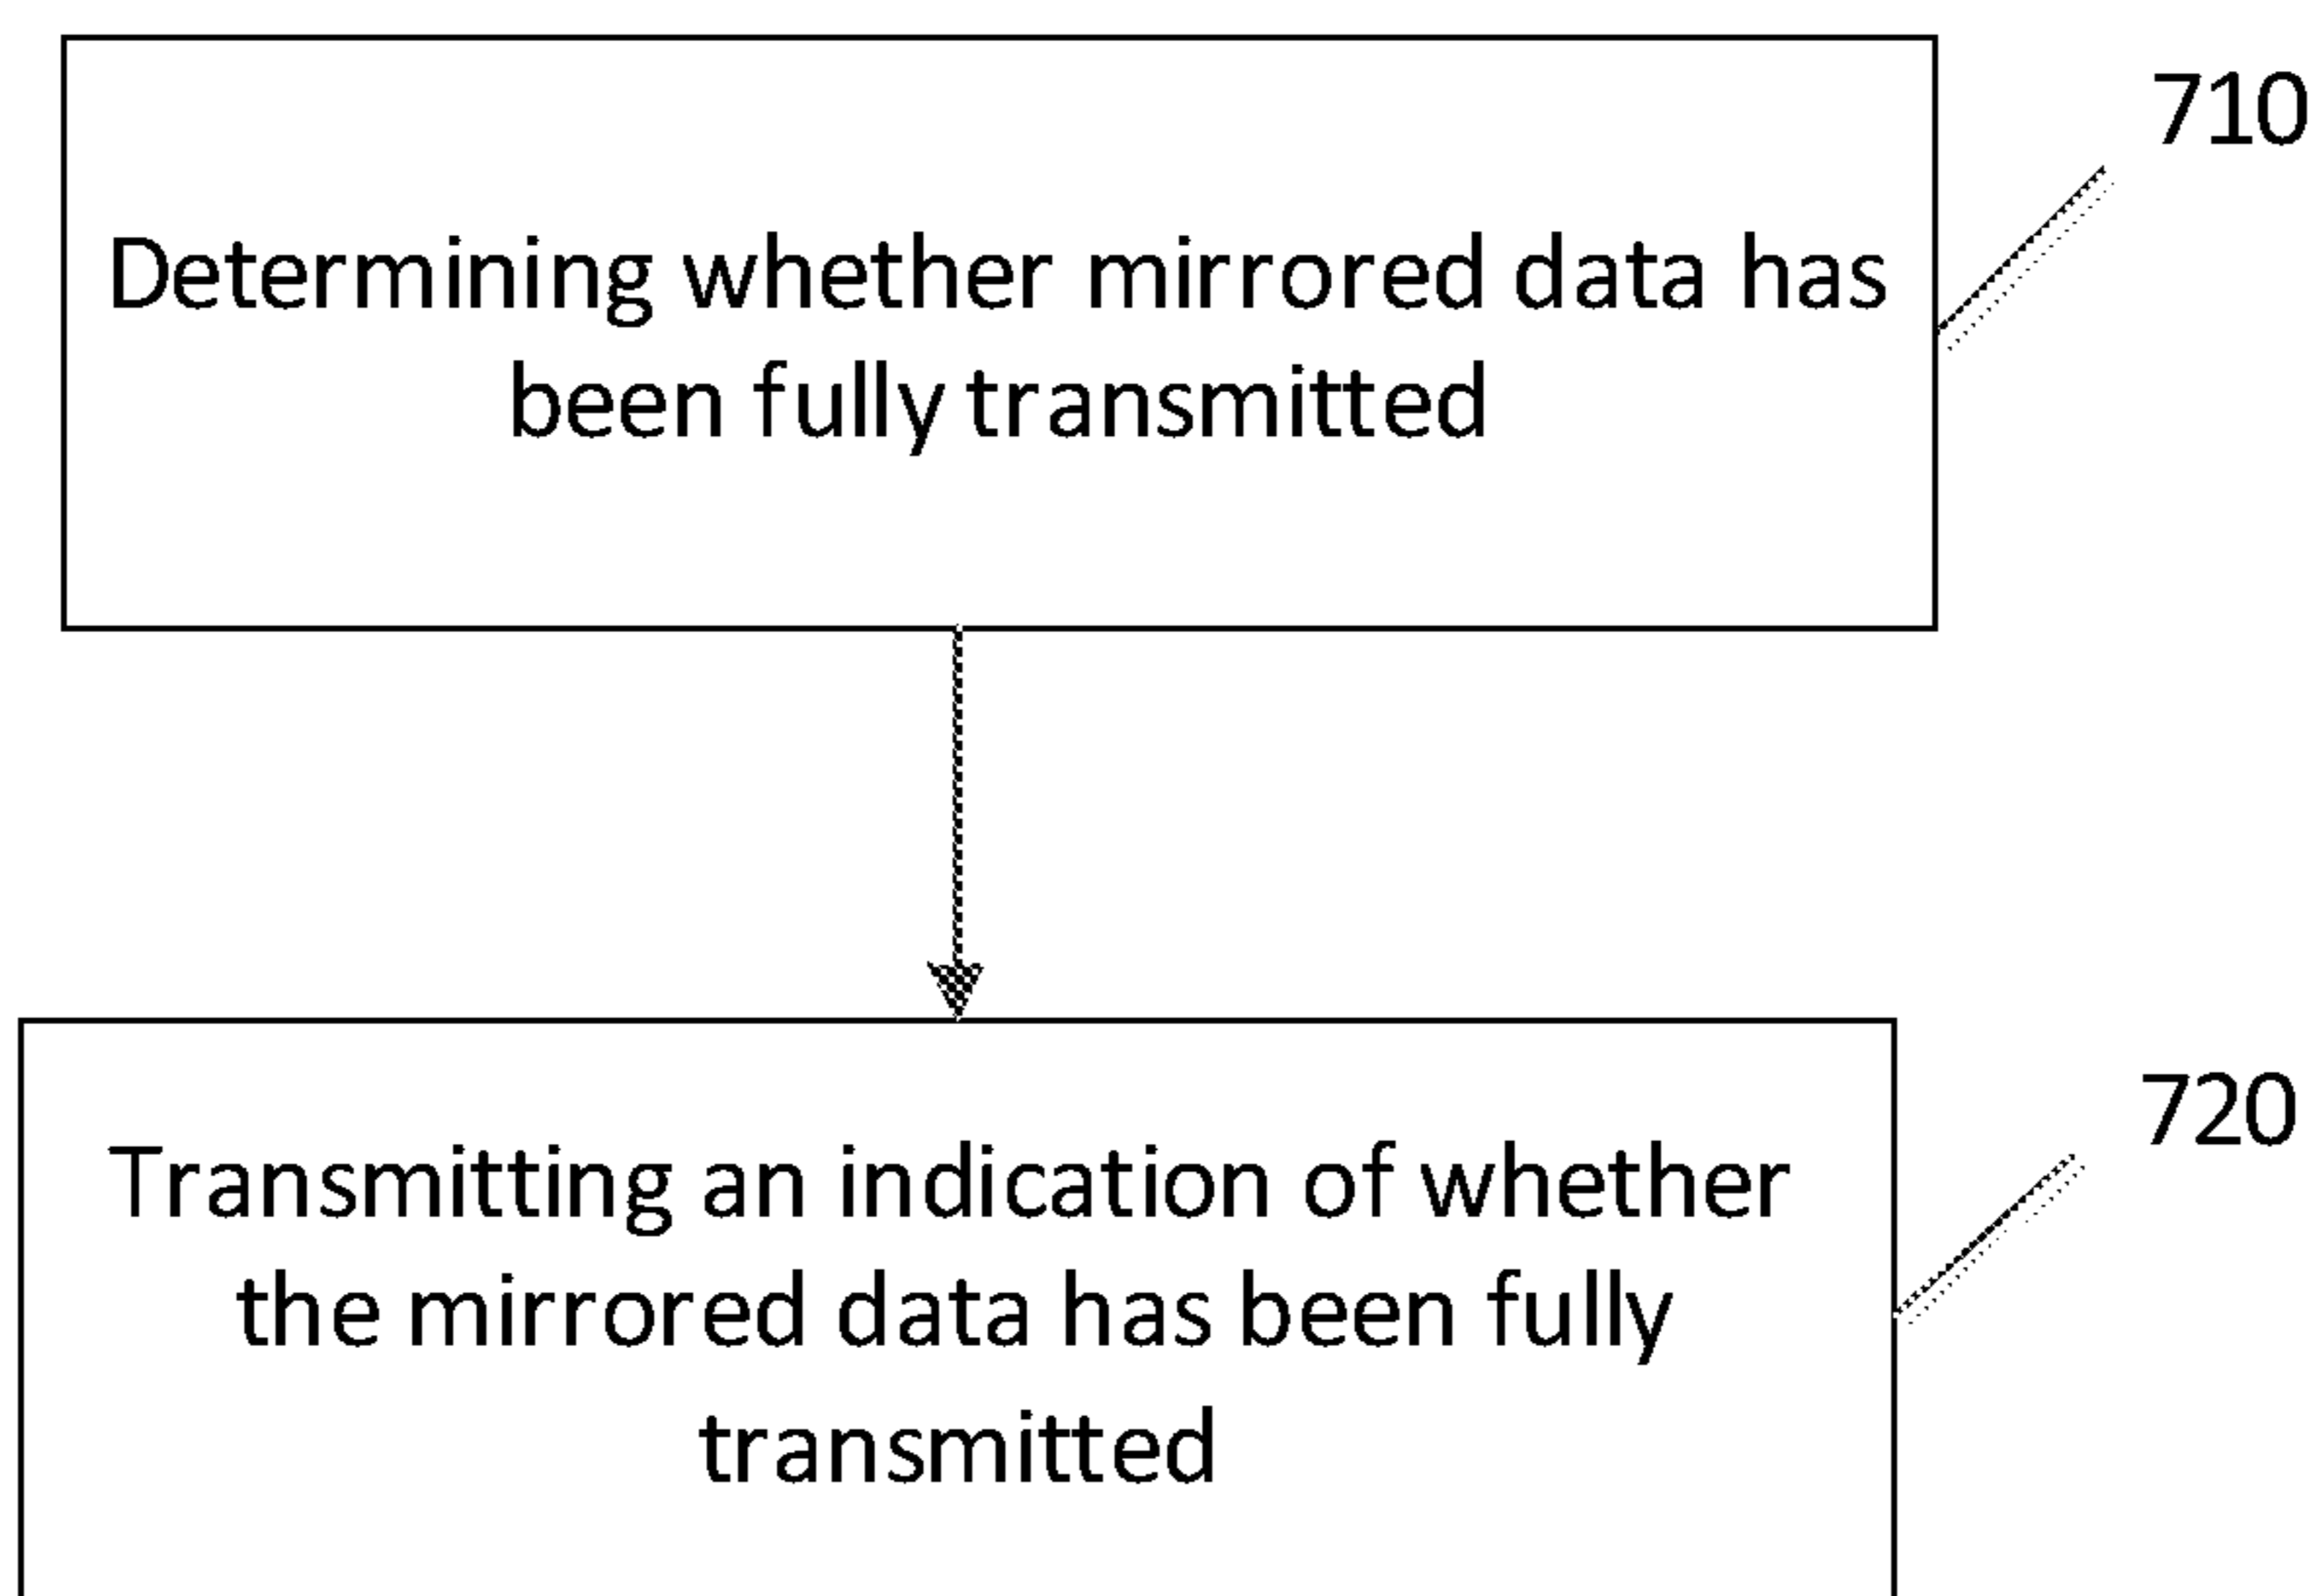 710
Determining whether mirrored data has
been fully transmitted
720
Transmitting an indication of whether
the mirrored data has been fully
transmitted